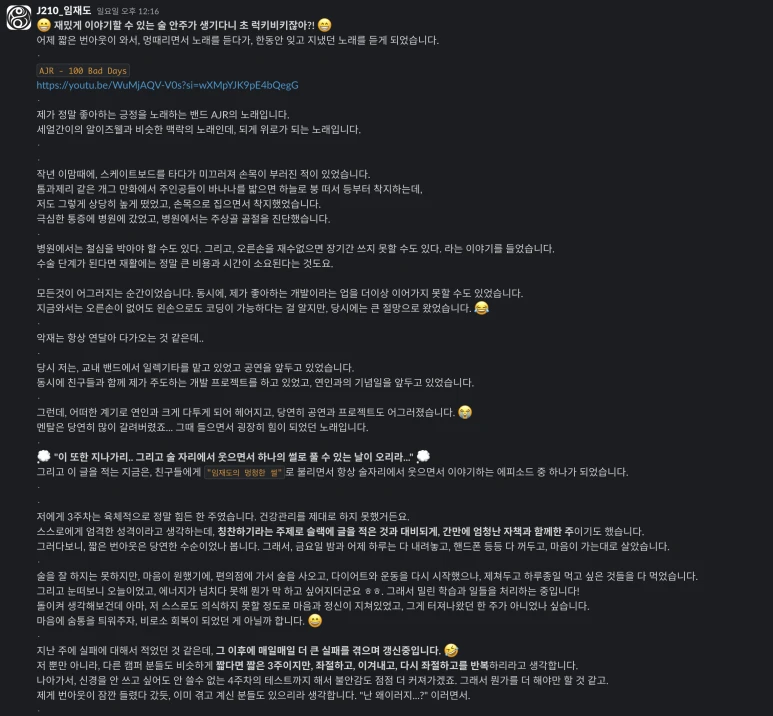 J210_임재도 일요일 오후 12:16
😁 재밌게 이야기할 수 있는 술 안주가 생기다니 초 럭키비키잖아?! 😁
어제 짧은 번아웃이 와서, 멍때리면서 노래를 듣다가, 한동안 잊고 지냈던 노래를 듣게 되었습니다.
.
AJR - 100 Bad Days
https://youtu.be/WuMjAQV-V0s?si=wXMpYJK9pE4bQegG
.
제가 정말 좋아하는 긍정을 노래하는 밴드 AJR의 노래입니다.
세얼간이의 알이즈웰과 비슷한 맥락의 노래인데, 되게 위로가 되는 노래입니다.
.
.
작년 이맘때에, 스케이트보드를 타다가 미끄러져 손목이 부러진 적이 있었습니다.
톰과제리 같은 개그 만화에서 주인공들이 바나나를 밟으면 하늘로 붕 떠서 등부터 착지하는데,
저도 그렇게 상당히 높게 떴었고, 손목으로 집으면서 착지했었습니다.
극심한 통증에 병원에 갔었고, 병원에서는 주상골 골절을 진단했습니다.
.
병원에서는 철심을 박아야 할 수도 있다. 그리고, 오른손을 재수없으면 장기간 쓰지 못할 수도 있다. 라는 이야기를 들었습니다.
수술 단계가 된다면 재활에는 정말 큰 비용과 시간이 소요된다는 것도요.
.
모든것이 어그러지는 순간이었습니다. 동시에, 제가 좋아하는 개발이라는 업을 더이상 이어가지 못할 수도 있었습니다.
지금와서는 오른손이 없어도 왼손으로도 코딩이 가능하다는 걸 알지만, 당시에는 큰 절망으로 왔었습니다. 😂
.
악재는 항상 연달아 다가오는 것 같은데..
.
당시 저는, 교내 밴드에서 일렉기타를 맡고 있었고 공연을 앞두고 있었습니다.
동시에 친구들과 함께 제가 주도하는 개발 프로젝트를 하고 있었고, 연인과의 기념일을 앞두고 있었습니다.
.
그런데, 어떠한 계기로 연인과 크게 다투게 되어 헤어지고, 당연히 공연과 프로젝트도 어그러졌습니다. 😂
멘탈은 당연히 많이 갈려버렸죠... 그때 들으면서 굉장히 힘이 되었던 노래입니다.
.
💭 "이 또한 지나가리.. 그리고 술 자리에서 웃으면서 하나의 썰로 풀 수 있는 날이 오리라..." 💭
그리고 이 글을 적는 지금은, 친구들에게 "임재도의 멍청한 썰"로 불리면서 항상 술자리에서 웃으면서 이야기하는 에피소드 중 하나가 되었습니다.
.
.
저에게 3주차는 육체적으로 정말 힘든 한 주였습니다. 건강관리를 제대로 하지 못했거든요.
스스로에게 엄격한 성격이라고 생각하는데, 칭찬하기라는 주제로 슬랙에 글을 적은 것과 대비되게, 간만에 엄청난 자책과 함께한 주이기도 했습니다.
그러다보니, 짧은 번아웃은 당연한 수순이었나 봅니다. 그래서, 금요일 밤과 어제 하루는 다 내려놓고, 핸드폰 등등 다 꺼두고, 마음이 가는대로 살았습니다.
.
술을 잘 하지는 못하지만, 마음이 원했기에, 편의점에 가서 술을 사오고, 다이어트와 운동을 다시 시작했으나, 제쳐두고 하루종일 먹고 싶은 것들을 다 먹었습니다.
그리고 눈떠보니 오늘이었고, 에너지가 넘치다 못해 뭔가 막 하고 싶어지더군요 ㅎㅎ. 그래서 밀린 학습과 일들을 처리하는 중입니다!
돌이켜 생각해보건데 아마, 저 스스로도 의식하지 못할 정도로 마음과 정신이 지쳐있었고, 그게 터져나왔던 한 주가 아니었나 싶습니다.
마음에 숨통을 틔워주자, 비로소 회복이 되었던 게 아닐까 합니다. 😀
.
지난 주에 실패에 대해서 적었던 것 같은데, 그 이후에 매일매일 더 큰 실패를 겪으며 갱신중입니다. 🤣
저 뿐만 아니라, 다른 캠퍼 분들도 비슷하게 짧다면 짧은 3주이지만, 좌절하고, 이겨내고, 다시 좌절하고를 반복하리라고 생각합니다.
나아가서, 신경을 안 쓰고 싶어도 안 쓸수 없는 4주차의 테스트까지 해서 불안감도 점점 더 커져가겠죠. 그래서 뭔가를 더 해야만 할 것 같고.
제게 번아웃이 잠깐 들렸다 갔듯, 이미 겪고 계신 분들도 있으리라 생각합니다. "난 왜이러지...?" 이러면서.
.